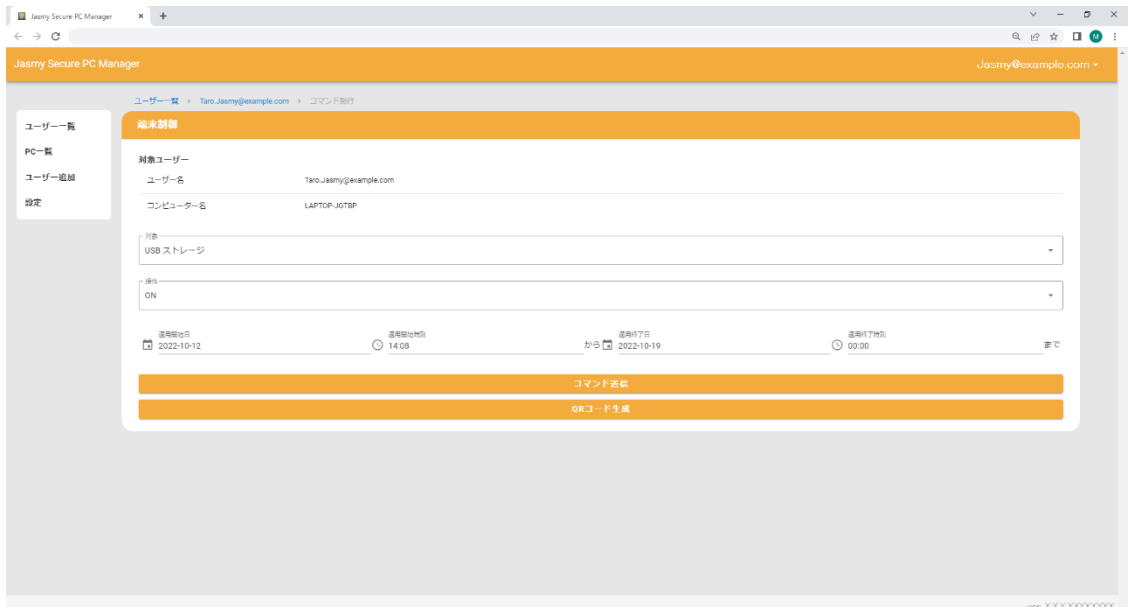 Jasmy Secure PC Manager
M
Jasmy Secure PC Manager
Jasmy@example.com
ユーザー一覧 › Taro.Jasmy@example.com › コマンド発行
ユーザー一覧
PC一覧
ユーザー追加
設定
端末制御
対象ユーザー
ユーザー名 Taro.Jasmy@example.com
コンピューター名 LAPTOP-JGTBP
対象
USB ストレージ
操作
ON
適用開始日 適用開始時刻 適用終了日 適用終了時刻
2022-10-12 14:08 から 2022-10-19 00:00 まで
コマンド送信
QRコード生成